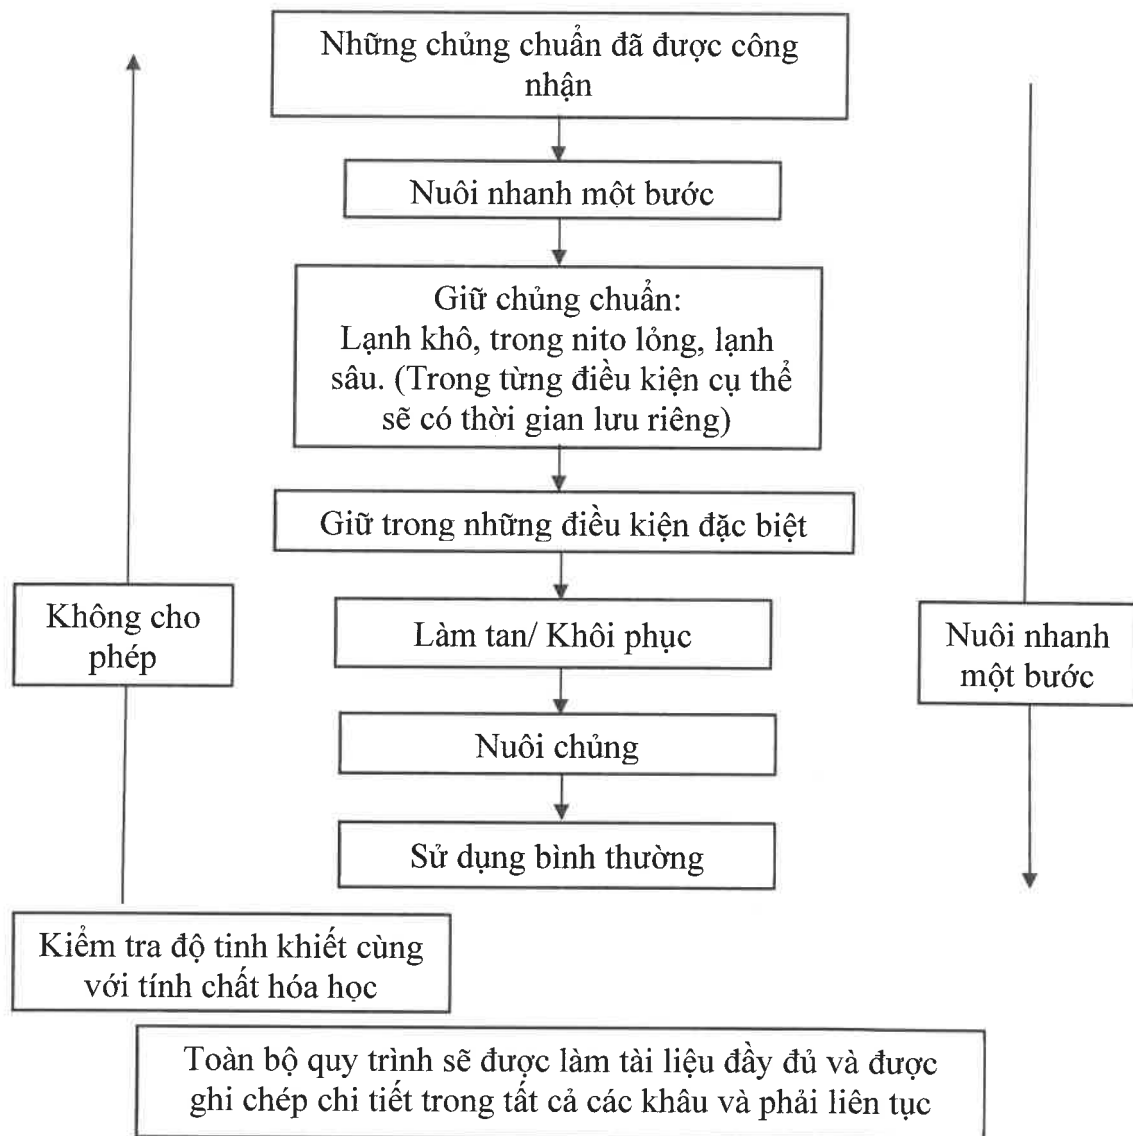 Những chủng chuẩn đã được công
nhận
Nuôi nhanh một bước
Giữ chủng chuẩn:
Lạnh khô, trong nito lỏng, lạnh
sâu. (Trong từng điều kiện cụ thể
sẽ có thời gian lưu riêng)
Giữ trong những điều kiện đặc biệt
Không cho
phép
Làm tan/ Khôi phục
Nuôi nhanh
một bước
Nuôi chủng
Sử dụng bình thường
Kiểm tra độ tinh khiết cùng
với tính chất hóa học
Toàn bộ quy trình sẽ được làm tài liệu đầy đủ và được
ghi chép chi tiết trong tất cả các khâu và phải liên tục